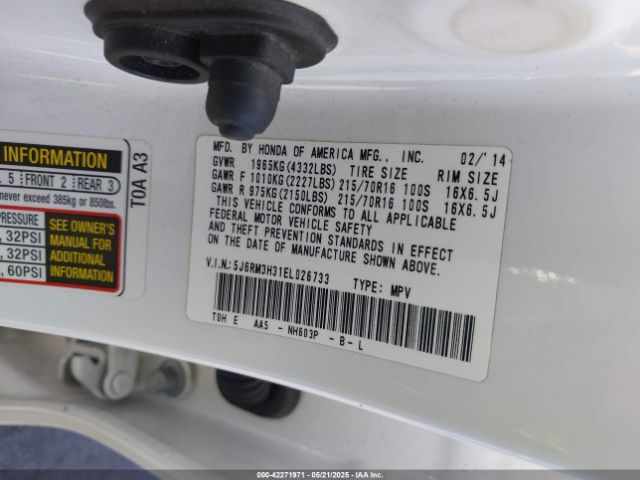 INFORMATION
5 FRONT 2 REAR 3
never exceed 385kg or 850lbs.
PRESSURE
, 32PSI
, 32PSI
, 60PSI
SEE OWNER'S
MANUAL FOR
ADDITIONAL
INFORMATION
T0A A3
MFD. BY HONDA OF AMERICA MFG., INC. 02/'14
GVWR 1965KG(4332LBS) TIRE SIZE RIM SIZE
GAWR F 1010KG(2227LBS) 215/70R16 100S 16X6.5J
GAWR R 975KG(2150LBS) 215/70R16 100S 16X6.5J
THIS VEHICLE CONFORMS TO ALL APPLICABLE
FEDERAL MOTOR VEHICLE SAFETY
AND THEFT PREVENTION STANDARDS IN EFFECT
ON THE DATE OF MANUFACTURE SHOWN ABOVE.
V.I.N.:5J6RM3H31EL026733 TYPE: MPV
T0H E AA5 - NH603P - B - L
000-42271971 05/21/2025 IAAI.COM